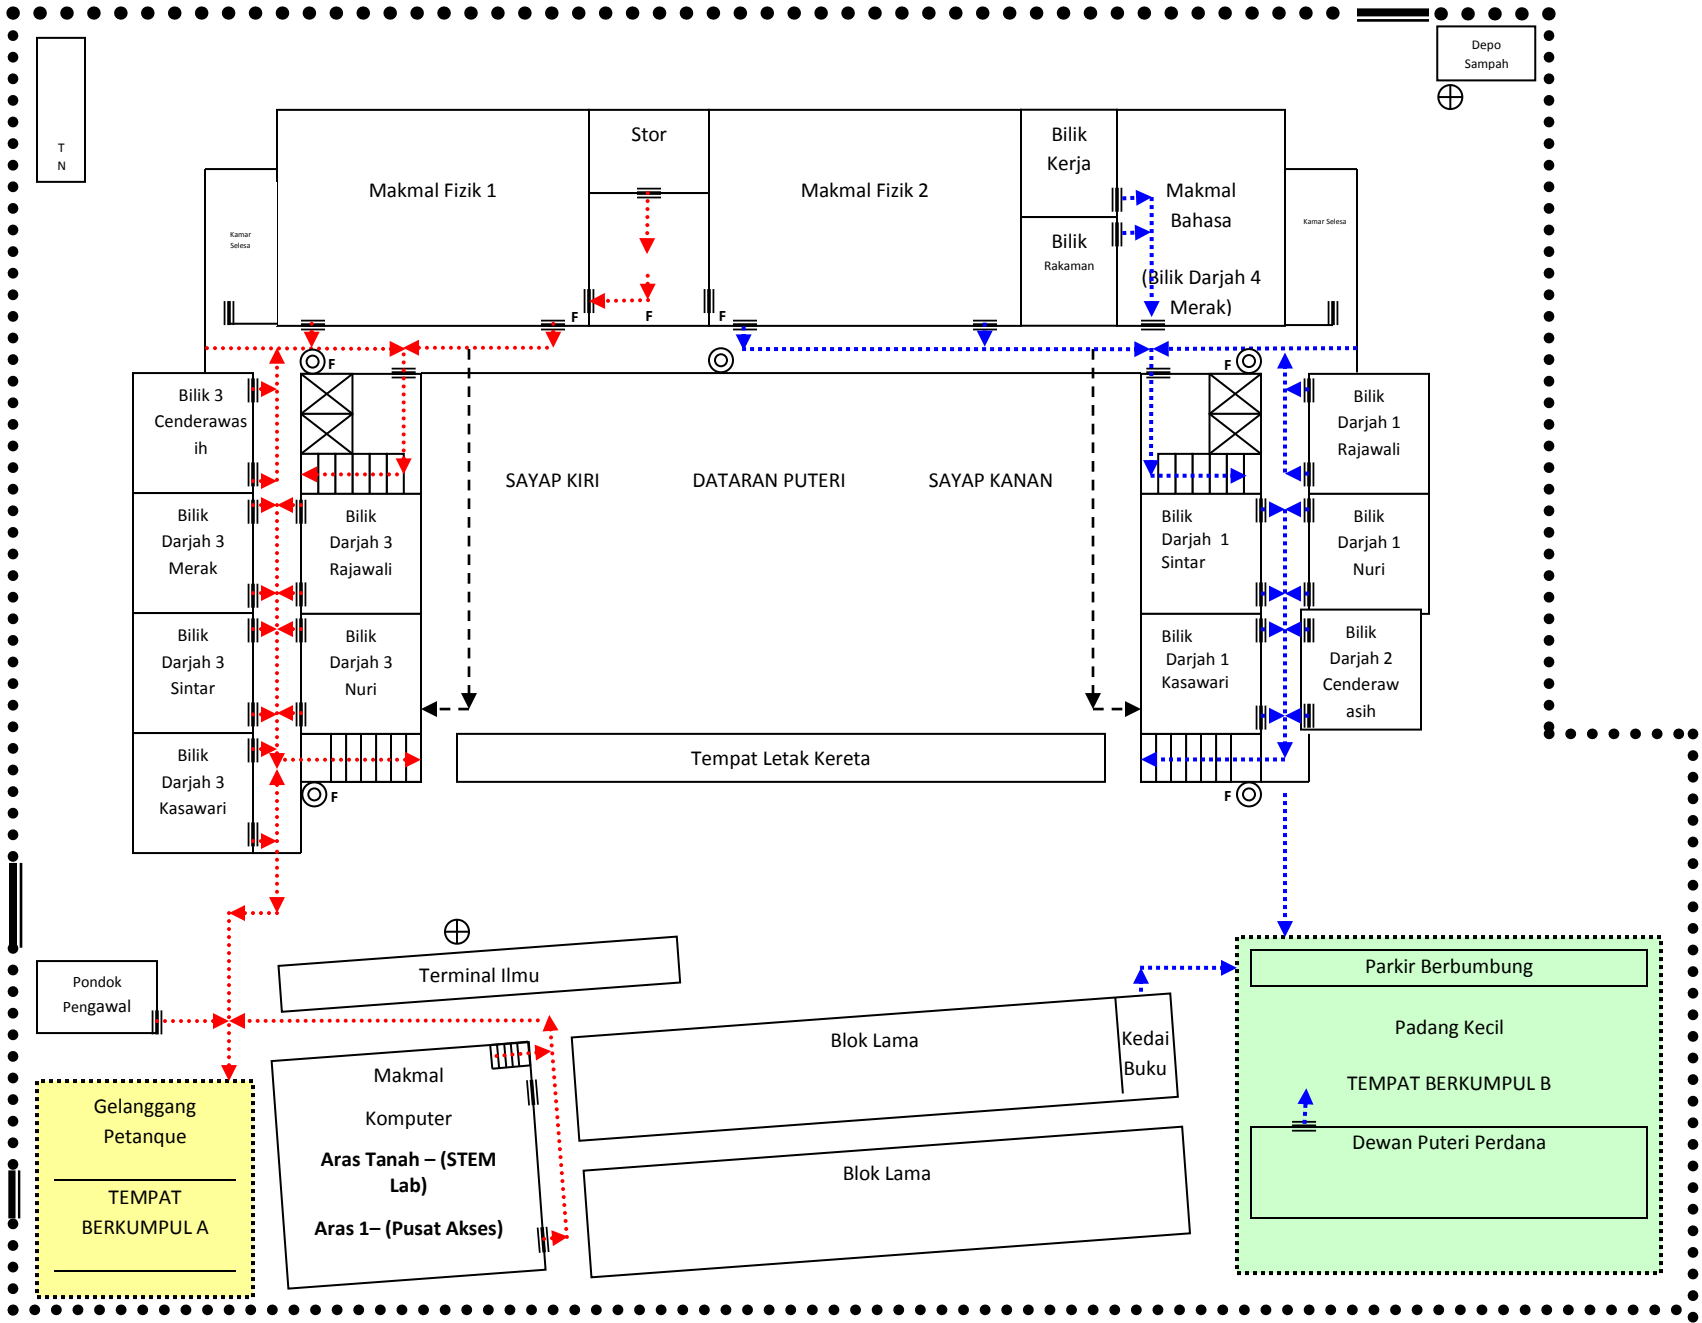 Depo
Sampah
T
N
Makmal Fizik 1
Stor
Makmal Fizik 2
Bilik
Kerja
Bilik
Rakaman
Makmal
Bahasa
(Bilik Darjah 4
Merak)
Kamar
Selesa
Kamar Selesa
F
F
F
F
F
Bilik 3
Cenderawas
ih
Bilik
Darjah 3
Merak
Bilik
Darjah 3
Sintar
Bilik
Darjah 3
Kasawari
Bilik
Darjah 3
Rajawali
Bilik
Darjah 3
Nuri
SAYAP KIRI
DATARAN PUTERI
SAYAP KANAN
Bilik
Darjah 1
Sintar
Bilik
Darjah 1
Kasawari
Bilik
Darjah 1
Rajawali
Bilik
Darjah 1
Nuri
Bilik
Darjah 2
Cenderaw
asih
Tempat Letak Kereta
F
F
Pondok
Pengawal
Terminal Ilmu
Blok Lama
Kedai
Buku
Blok Lama
Makmal
Komputer
Aras Tanah – (STEM
Lab)
Aras 1– (Pusat Akses)
Gelanggang
Petanque
TEMPAT
BERKUMPUL A
Parkir Berbumbung
Padang Kecil
TEMPAT BERKUMPUL B
Dewan Puteri Perdana